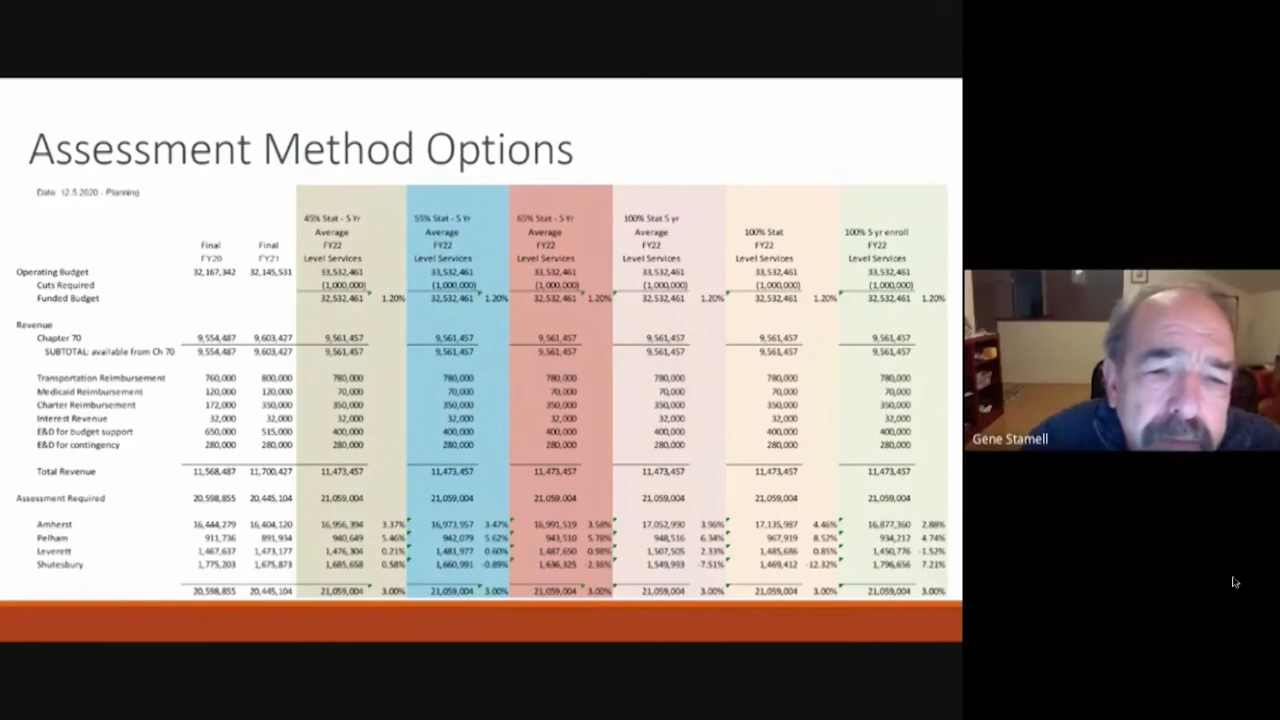 Assessment Method Options
Date: 12.5.2020 - Planning
45% Stat - 5 Yr 55% Stat - 5 Yr 65% Stat - 5 Yr 100% Stat 5 yr
Average Average Average Average 100% Stat 100% 5 yr enroll
Final Final FY22 FY22 FY22 FY22 FY22 FY22
FY20 FY21 Level Services Level Services Level Services Level Services Level Services Level Services
Operating Budget 32,167,342 32,145,531 33,532,461 33,532,461 33,532,461 33,532,461 33,532,461 33,532,461
Cuts Required (1,000,000) (1,000,000) (1,000,000) (1,000,000) (1,000,000) (1,000,000)
Funded Budget 32,532,461 1.20% 32,532,461 1.20% 32,532,461 1.20% 32,532,461 1.20% 32,532,461 1.20% 32,532,461 1.20%
Revenue
Chapter 70 9,554,487 9,603,427 9,561,457 9,561,457 9,561,457 9,561,457 9,561,457 9,561,457
SUBTOTAL: available from Ch 70 9,554,487 9,603,427 9,561,457 9,561,457 9,561,457 9,561,457 9,561,457 9,561,457
Transportation Reimbursement 760,000 800,000 780,000 780,000 780,000 780,000 780,000 780,000
Medicaid Reimbursement 120,000 120,000 70,000 70,000 70,000 70,000 70,000 70,000
Charter Reimbursement 172,000 350,000 350,000 350,000 350,000 350,000 350,000 350,000
Interest Revenue 32,000 32,000 32,000 32,000 32,000 32,000 32,000 32,000
E&D for budget support 650,000 515,000 400,000 400,000 400,000 400,000 400,000 400,000
E&D for contingency 280,000 280,000 280,000 280,000 280,000 280,000 280,000 280,000
Total Revenue 11,568,487 11,700,427 11,473,457 11,473,457 11,473,457 11,473,457 11,473,457 11,473,457
Assessment Required 20,598,855 20,445,104 21,059,004 21,059,004 21,059,004 21,059,004 21,059,004 21,059,004
Amherst 16,444,279 16,404,120 16,956,394 3.37% 16,973,957 3.47% 16,991,519 3.58% 17,052,990 3.96% 17,135,987 4.46% 16,877,360 2.88%
Pelham 911,736 891,934 940,649 5.46% 942,079 5.62% 943,510 5.78% 948,516 6.34% 967,919 8.52% 934,212 4.74%
Leverett 1,467,637 1,473,177 1,476,304 0.21% 1,481,977 0.60% 1,487,650 0.98% 1,507,505 2.33% 1,485,686 0.85% 1,450,776 -1.52%
Shutesbury 1,775,203 1,675,873 1,685,658 0.58% 1,660,991 -0.89% 1,636,325 -2.36% 1,549,993 -7.51% 1,469,412 -12.32% 1,796,656 7.21%
20,598,855 20,445,104 21,059,004 3.00% 21,059,004 3.00% 21,059,004 3.00% 21,059,004 3.00% 21,059,004 3.00% 21,059,004 3.00%
Gene Stamell